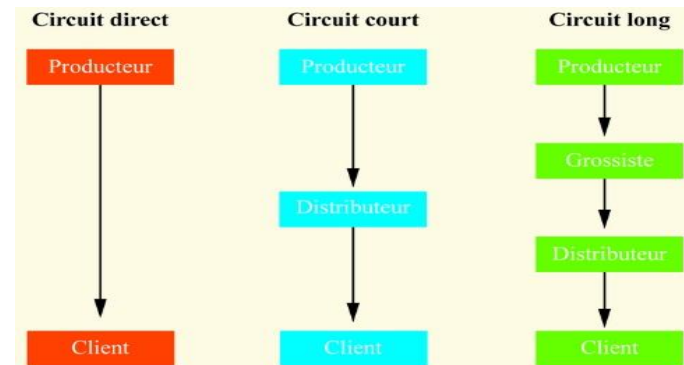 Circuit direct
Producteur
Client
Circuit court
Producteur
Distributeur
Client
Circuit long
Producteur
Grossiste
Distributeur
Client